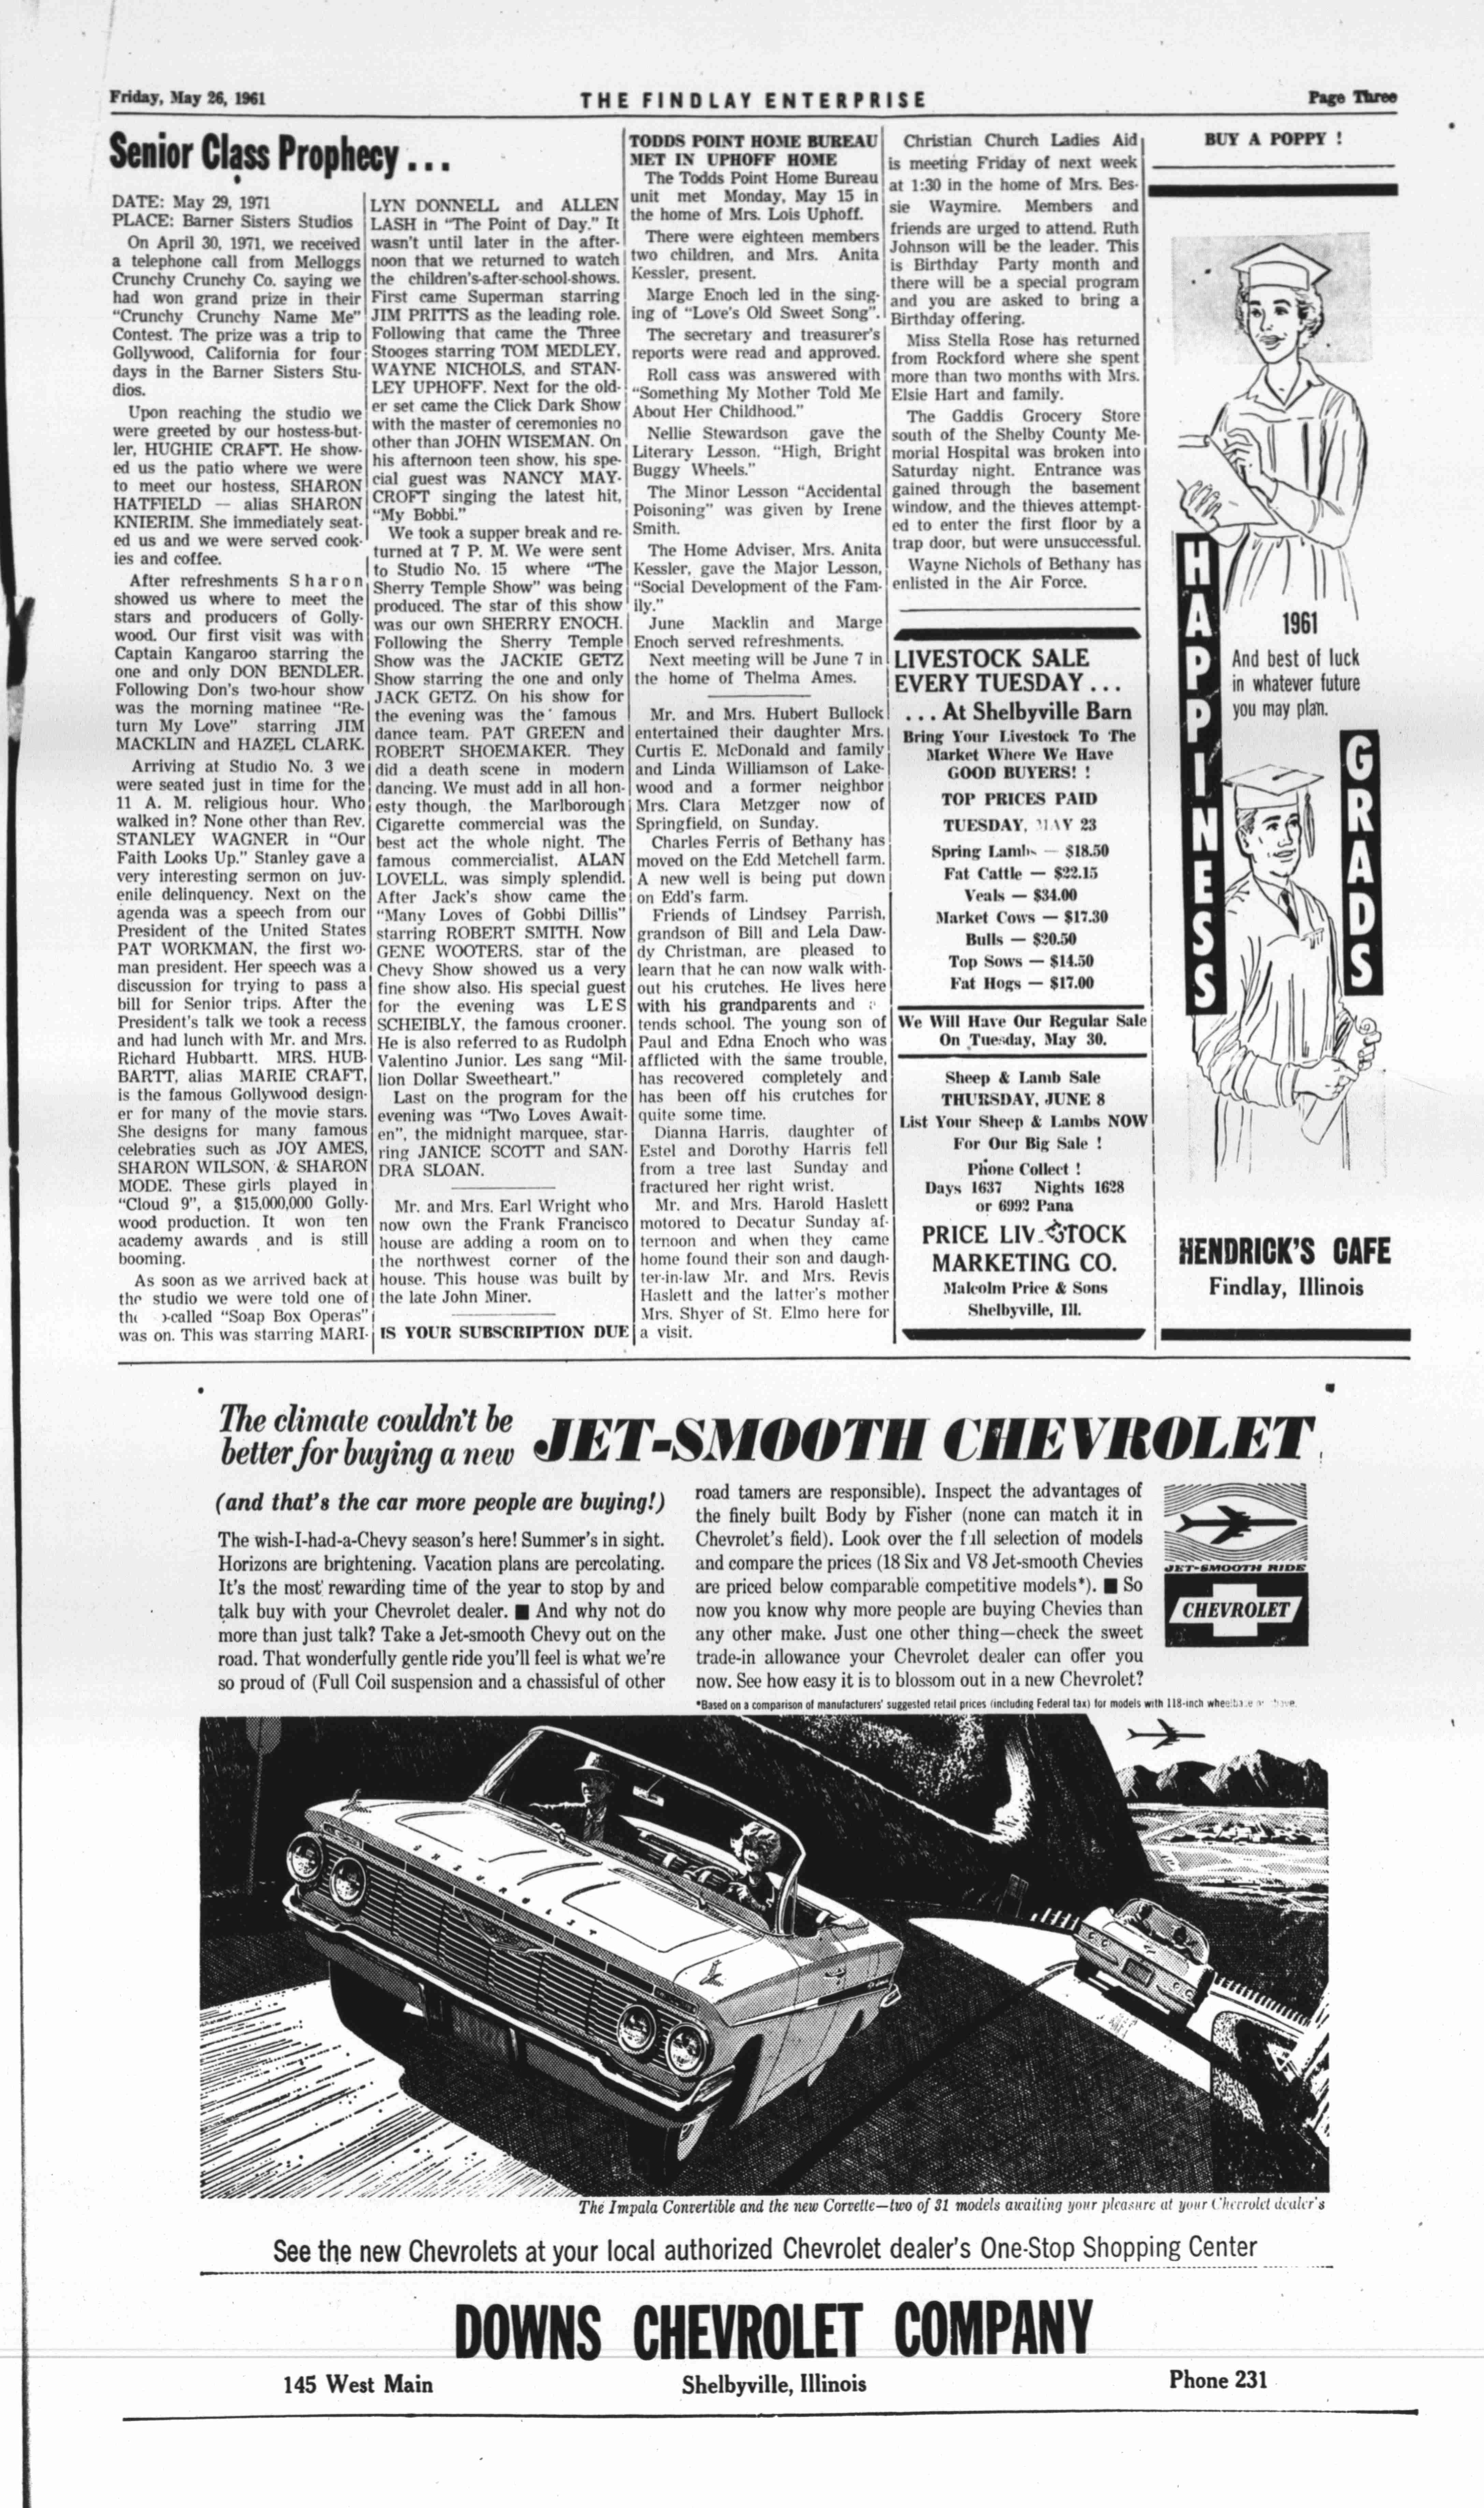 Friday, May 26, 1961
THE FINDLAY ENTERPRISE
Page Three
Senior Class Prophecy . . .
DATE: May 29, 1971
PLACE: Barner Sisters Studios
On April 30, 1971, we received
a telephone call from Melloggs
Crunchy Crunchy Co. saying we
had won grand prize in their
"Crunchy Crunchy Name Me"
Contest. The prize was a trip to
Gollywood, California for four
days in the Barner Sisters Stu-
dios.
Upon reaching the studio we
were greeted by our hostess-but-
ler, HUGHIE CRAFT. He show-
ed us the patio where we were
to meet our hostess, SHARON
HATFIELD — alias SHARON
KNIERIM. She immediately seat-
ed us and we were served cook-
ies and coffee.
After refreshments Sharon
showed us where to meet the
stars and producers of Golly-
wood. Our first visit was with
Captain Kangaroo starring the
one and only DON BENDLER.
Following Don's two-hour show
was the morning matinee "Re-
turn My Love" starring JIM
MACKLIN and HAZEL CLARK.
Arriving at Studio No. 3 we
were seated just in time for the
11 A. M. religious hour. Who
walked in? None other than Rev.
STANLEY WAGNER in "Our
Faith Looks Up." Stanley gave a
very interesting sermon on juv-
enile delinquency. Next on the
agenda was a speech from our
President of the United States
PAT WORKMAN, the first wo-
man president. Her speech was a
discussion for trying to pass a
bill for Senior trips. After the
President's talk we took a recess
and had lunch with Mr. and Mrs.
Richard Hubbartt. MRS. HUB-
BARTT, alias MARIE CRAFT,
is the famous Gollywood design-
er for many of the movie stars.
She designs for many famous
celebraties such as JOY AMES,
SHARON WILSON, & SHARON
MODE. These girls played in
"Cloud 9", a $15,000,000 Golly-
wood production. It won ten
academy awards and is still
booming.
As soon as we arrived back at
the studio we were told one of
-called "Soap Box Operas"
was on. This was starring MARI-
LYN DONNELL and ALLEN
LASH in "The Point of Day." It
wasn't until later in the after-
noon that we returned to watch
the children's-after-school-shows.
First came Superman starring
JIM PRITTS as the leading role.
Following that came the Three
Stooges starring TOM MEDLEY,
WAYNE NICHOLS, and STAN-
LEY UPHOFF. Next for the old-
er set came the Click Dark Show
with the master of ceremonies no
other than JOHN WISEMAN. On
his afternoon teen show, his spe-
cial guest was NANCY MAY-
CROFT singing the latest hit,
"My Bobbi."
We took a supper break and re-
turned at 7 P. M. We were sent
to Studio No. 15 where "The
Sherry Temple Show" was being
produced. The star of this show
was our own SHERRY ENOCH.
Following the Sherry Temple
Show was the JACKIE GETZ
Show starring the one and only
JACK GETZ. On his show for
the evening was the famous
dance team. PAT GREEN and
ROBERT SHOEMAKER. They
did a death scene in modern
dancing. We must add in all hon-
esty though, the Marlborough
Cigarette commercial was the
best act the whole night. The
famous commercialist, ALAN
LOVELL, was simply splendid.
After Jack's show came the
"Many Loves of Gobbi Dillis"
starring ROBERT SMITH. Now
GENE WOOTERS, star of the
Chevy Show showed us a very
fine show also. His special guest
for the evening was LES
SCHEIBLY, the famous crooner.
He is also referred to as Rudolph
Valentino Junior. Les sang "Mil-
lion Dollar Sweetheart."
Last on the program for the
evening was "Two Loves Await-
en", the midnight marquee, star-
ring JANICE SCOTT and SAN-
DRA SLOAN.
Mr. and Mrs. Earl Wright who
now own the Frank Francisco
house are adding a room on to
the northwest corner of the
house. This house was built by
the late John Miner.
IS YOUR SUBSCRIPTION DUE
TODDS POINT HOME BUREAU
MET IN UPHOFF HOME
The Todds Point Home Bureau
unit met Monday, May 15 in
the home of Mrs. Lois Uphoff.
There were eighteen members
two children, and Mrs. Anita
Kessler, present.
Marge Enoch led in the sing-
ing of "Love's Old Sweet Song".
The secretary and treasurer's
reports were read and approved.
Roll cass was answered with
"Something My Mother Told Me
About Her Childhood."
Nellie Stewardson gave the
Literary Lesson. "High, Bright
Buggy Wheels."
The Minor Lesson "Accidental
Poisoning" was given by Irene
Smith.
The Home Adviser, Mrs. Anita
Kessler, gave the Major Lesson,
"Social Development of the Fam-
ily."
June Macklin and Marge
Enoch served refreshments.
Next meeting will be June 7 in
the home of Thelma Ames.
Mr. and Mrs. Hubert Bullock
entertained their daughter Mrs.
Curtis E. McDonald and family
and Linda Williamson of Lake-
wood and a former neighbor
Mrs. Clara Metzger now of
Springfield, on Sunday.
Charles Ferris of Bethany has
moved on the Edd Metchell farm.
A new well is being put down
on Edd's farm.
Friends of Lindsey Parrish,
grandson of Bill and Lela Daw-
dy Christman, are pleased to
learn that he can now walk with-
out his crutches. He lives here
with his grandparents and
tends school. The young son of
Paul and Edna Enoch who was
afflicted with the same trouble,
has recovered completely and
has been off his crutches for
quite some time.
Dianna Harris, daughter of
Estel and Dorothy Harris fell
from a tree last Sunday and
fractured her right wrist.
Mr. and Mrs. Harold Haslett
motored to Decatur Sunday af-
ternoon and when they came
home found their son and daugh-
ter-in-law Mr. and Mrs. Revis
Haslett and the latter's mother
Mrs. Shyer of St. Elmo here for
a visit.
Christian Church Ladies Aid
is meeting Friday of next week
at 1:30 in the home of Mrs. Bes-
sie Waymire. Members and
friends are urged to attend. Ruth
Johnson will be the leader. This
is Birthday Party month and
there will be a special program
and you are asked to bring a
Birthday offering.
Miss Stella Rose has returned
from Rockford where she spent
more than two months with Mrs.
Elsie Hart and family.
The Gaddis Grocery Store
south of the Shelby County Me-
morial Hospital was broken into
Saturday night. Entrance was
gained through the basement
window, and the thieves attempt-
ed to enter the first floor by a
trap door, but were unsuccessful.
Wayne Nichols of Bethany has
enlisted in the Air Force.
LIVESTOCK SALE
EVERY TUESDAY . . .
. . . At Shelbyville Barn
Bring Your Livestock To The
Market Where We Have
GOOD BUYERS! !
TOP PRICES PAID
TUESDAY, MAY 23
Spring Lambs — $18.50
Fat Cattle — $22.15
Veals — $34.00
Market Cows — $17.30
Bulls — $20.50
Top Sows — $14.50
Fat Hogs — $17.00
We Will Have Our Regular Sale
On Tuesday, May 30.
Sheep & Lamb Sale
THURSDAY, JUNE 8
List Your Sheep & Lambs NOW
For Our Big Sale !
Phone Collect !
Days 1637 Nights 1628
or 6992 Pana
PRICE LIVESTOCK
MARKETING CO.
Malcolm Price & Sons
Shelbyville, Ill.
BUY A POPPY !
HAPPINESS
1961
And best of luck
in whatever future
you may plan.
GRADS
HENDRICK'S CAFE
Findlay, Illinois
The climate couldn't be
better for buying a new
JET-SMOOTH CHEVROLET
(and that's the car more people are buying!)
The wish-I-had-a-Chevy season's here! Summer's in sight.
Horizons are brightening. Vacation plans are percolating.
It's the most rewarding time of the year to stop by and
talk buy with your Chevrolet dealer. ■ And why not do
more than just talk? Take a Jet-smooth Chevy out on the
road. That wonderfully gentle ride you'll feel is what we're
so proud of (Full Coil suspension and a chassisful of other
road tamers are responsible). Inspect the advantages of
the finely built Body by Fisher (none can match it in
Chevrolet's field). Look over the full selection of models
and compare the prices (18 Six and V8 Jet-smooth Chevies
are priced below comparable competitive models*). ■ So
now you know why more people are buying Chevies than
any other make. Just one other thing—check the sweet
trade-in allowance your Chevrolet dealer can offer you
now. See how easy it is to blossom out in a new Chevrolet?
*Based on a comparison of manufacturers' suggested retail prices (including Federal tax) for models with 118-inch wheelbase or above.
JET-SMOOTH RIDE
CHEVROLET
CHEVROLET
The Impala Convertible and the new Corvette—two of 31 models awaiting your pleasure at your Chevrolet dealer's
See the new Chevrolets at your local authorized Chevrolet dealer's One-Stop Shopping Center
DOWNS CHEVROLET COMPANY
145 West Main
Shelbyville, Illinois
Phone 231